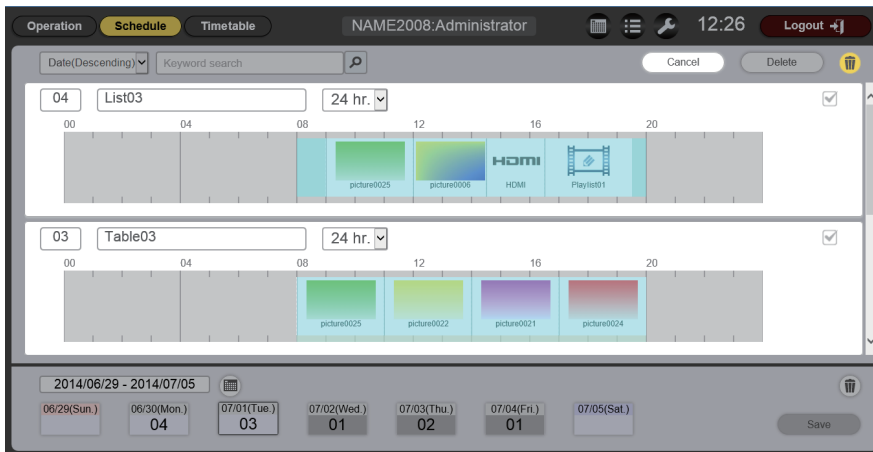 Operation Schedule Timetable NAME2008:Administrator 12:26 Logout
Date(Descending) Keyword search Cancel Delete
04 List03 24 hr.
00 04 08 12 16 20
picture0025 picture0006 HDMI HDMI Playlist01
03 Table03 24 hr.
00 04 08 12 16 20
picture0025 picture0022 picture0021 picture0024
2014/06/29 - 2014/07/05
06/29(Sun.) 06/30(Mon.) 07/01(Tue.) 07/02(Wed.) 07/03(Thu.) 07/04(Fri.) 07/05(Sat.)
04 03 01 02 01 Save